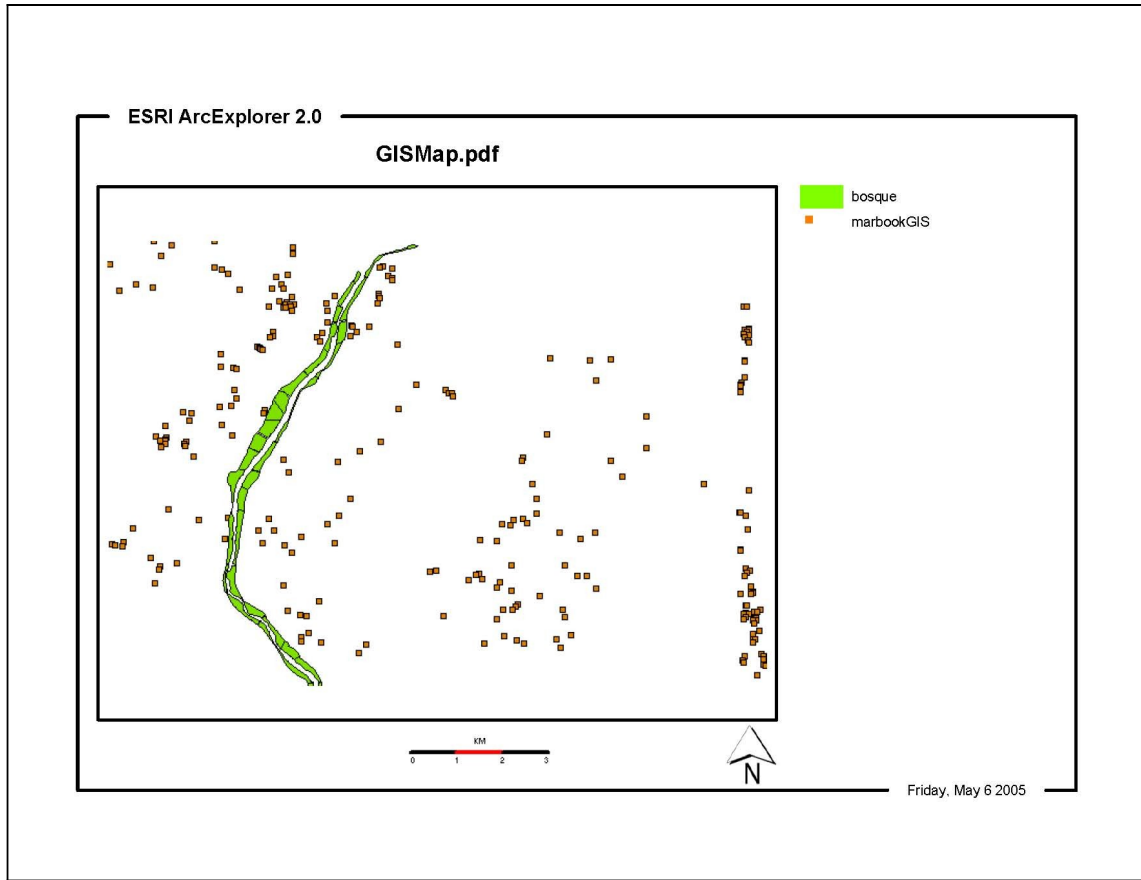 ESRI ArcExplorer 2.0
GISMap.pdf
bosque
marbookGIS
KM
0 1 2 3
N
Friday, May 6 2005